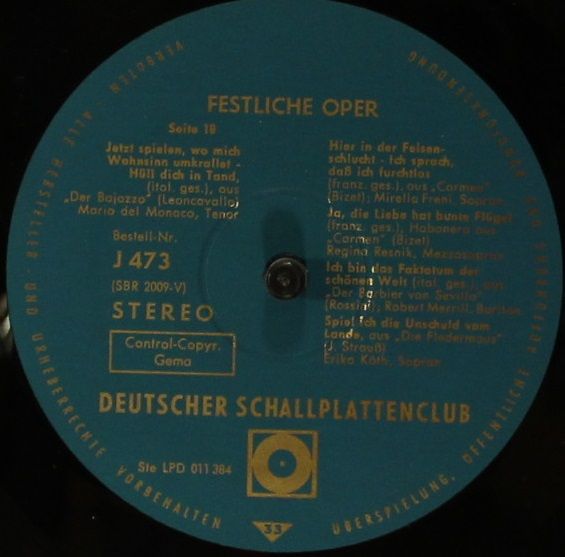 FESTLICHE OPER
Seite 1B
Jetzt spielen, wo mich
Wahnsinn umkrallet -
Hüll dich in Tand,
(ital. ges.), aus
„Der Bajazzo" (Leoncavallo)
Mario del Monaco, Tenor
Bestell-Nr.
J 473
(SBR 2009-V)
STEREO
Control-Copyr.
Gema
Hier in der Felsen-
schlucht - Ich sprach,
daß ich furchtlos
(franz. ges.), aus „Carmen"
(Bizet); Mirella Freni, Sopran
Ja, die Liebe hat bunte Flügel
(franz. ges.), Habanera aus
„Carmen" (Bizet)
Regina Resnik, Mezzosopran
Ich bin das Faktotum der
schönen Welt (ital. ges.), aus
„Der Barbier von Sevilla"
(Rossini); Robert Merrill, Bariton
Spiel ich die Unschuld vom
Lande, aus „Die Fledermaus"
(J. Strauß)
Erika Köth, Sopran
DEUTSCHER SCHALLPLATTENCLUB
Ste LPD 011 384
33
ALLE HERSTELLER - UND URHEBERRECHTE VORBEHALTEN
ÜBERSPIELUNG, ÖFFENTLICHE
VERBOTEN